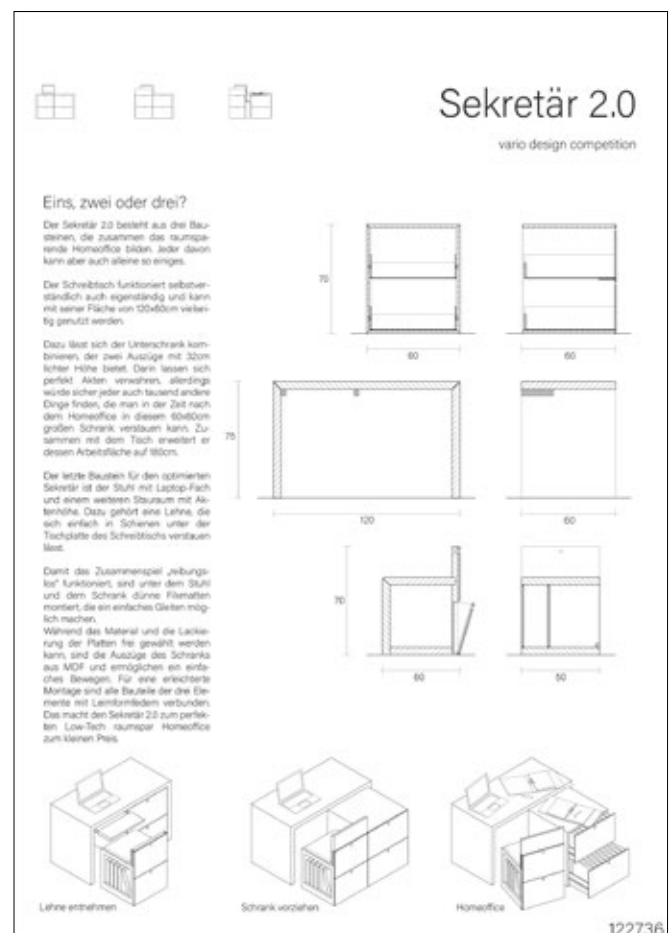 Sekretär 2.0
vario design competition
Eins, zwei oder drei?
Der Sekretär 2.0 besteht aus drei Bau-
steinen, die zusammen das raumspa-
rende Homeoffice bilden. Jeder davon
kann aber auch alleine so einiges.
Der Schreibtisch funktioniert selbstver-
ständlich auch eigenständig und kann
mit seiner Fläche von 120x60cm vielsei-
tig genutzt werden.
Dazu lässt sich der Unterschrank kom-
binieren, der zwei Auszüge mit 32cm
lichter Höhe bietet. Darin lassen sich
perfekt Akten verwahren, allerdings
würde sicher jeder auch tausend andere
Dinge finden, die man in der Zeit nach
dem Homeoffice in diesem 60x60cm
großen Schrank verstauen kann. Zu-
sammen mit dem Tisch erweitert er
dessen Arbeitsfläche auf 180cm.
Der letzte Baustein für den optimierten
Sekretär ist der Stuhl mit Laptop-Fach
und einem weiteren Stauraum mit Ak-
tenhöhe. Dazu gehört eine Lehne, die
sich einfach in Schienen unter der
Tischplatte des Schreibtischs verstauen
lässt.
Damit das Zusammenspiel „reibungs-
los" funktioniert, sind unter dem Stuhl
und dem Schrank dünne Filzmatten
montiert, die ein einfaches Gleiten mög-
lich machen.
Während das Material und die Lackie-
rung der Platten frei gewählt werden
kann, sind die Auszüge des Schranks
aus MDF und ermöglichen ein einfa-
ches Bewegen. Für eine erleichterte
Montage sind alle Bauteile der drei Ele-
mente mit Leimformfedern verbunden.
Das macht den Sekretär 2.0 zum perfek-
ten Low-Tech raumspar Homeoffice
zum kleinen Preis.
75
60
60
75
120
60
70
60
50
Lehne entnehmen
Schrank vorziehen
Homeoffice
122736